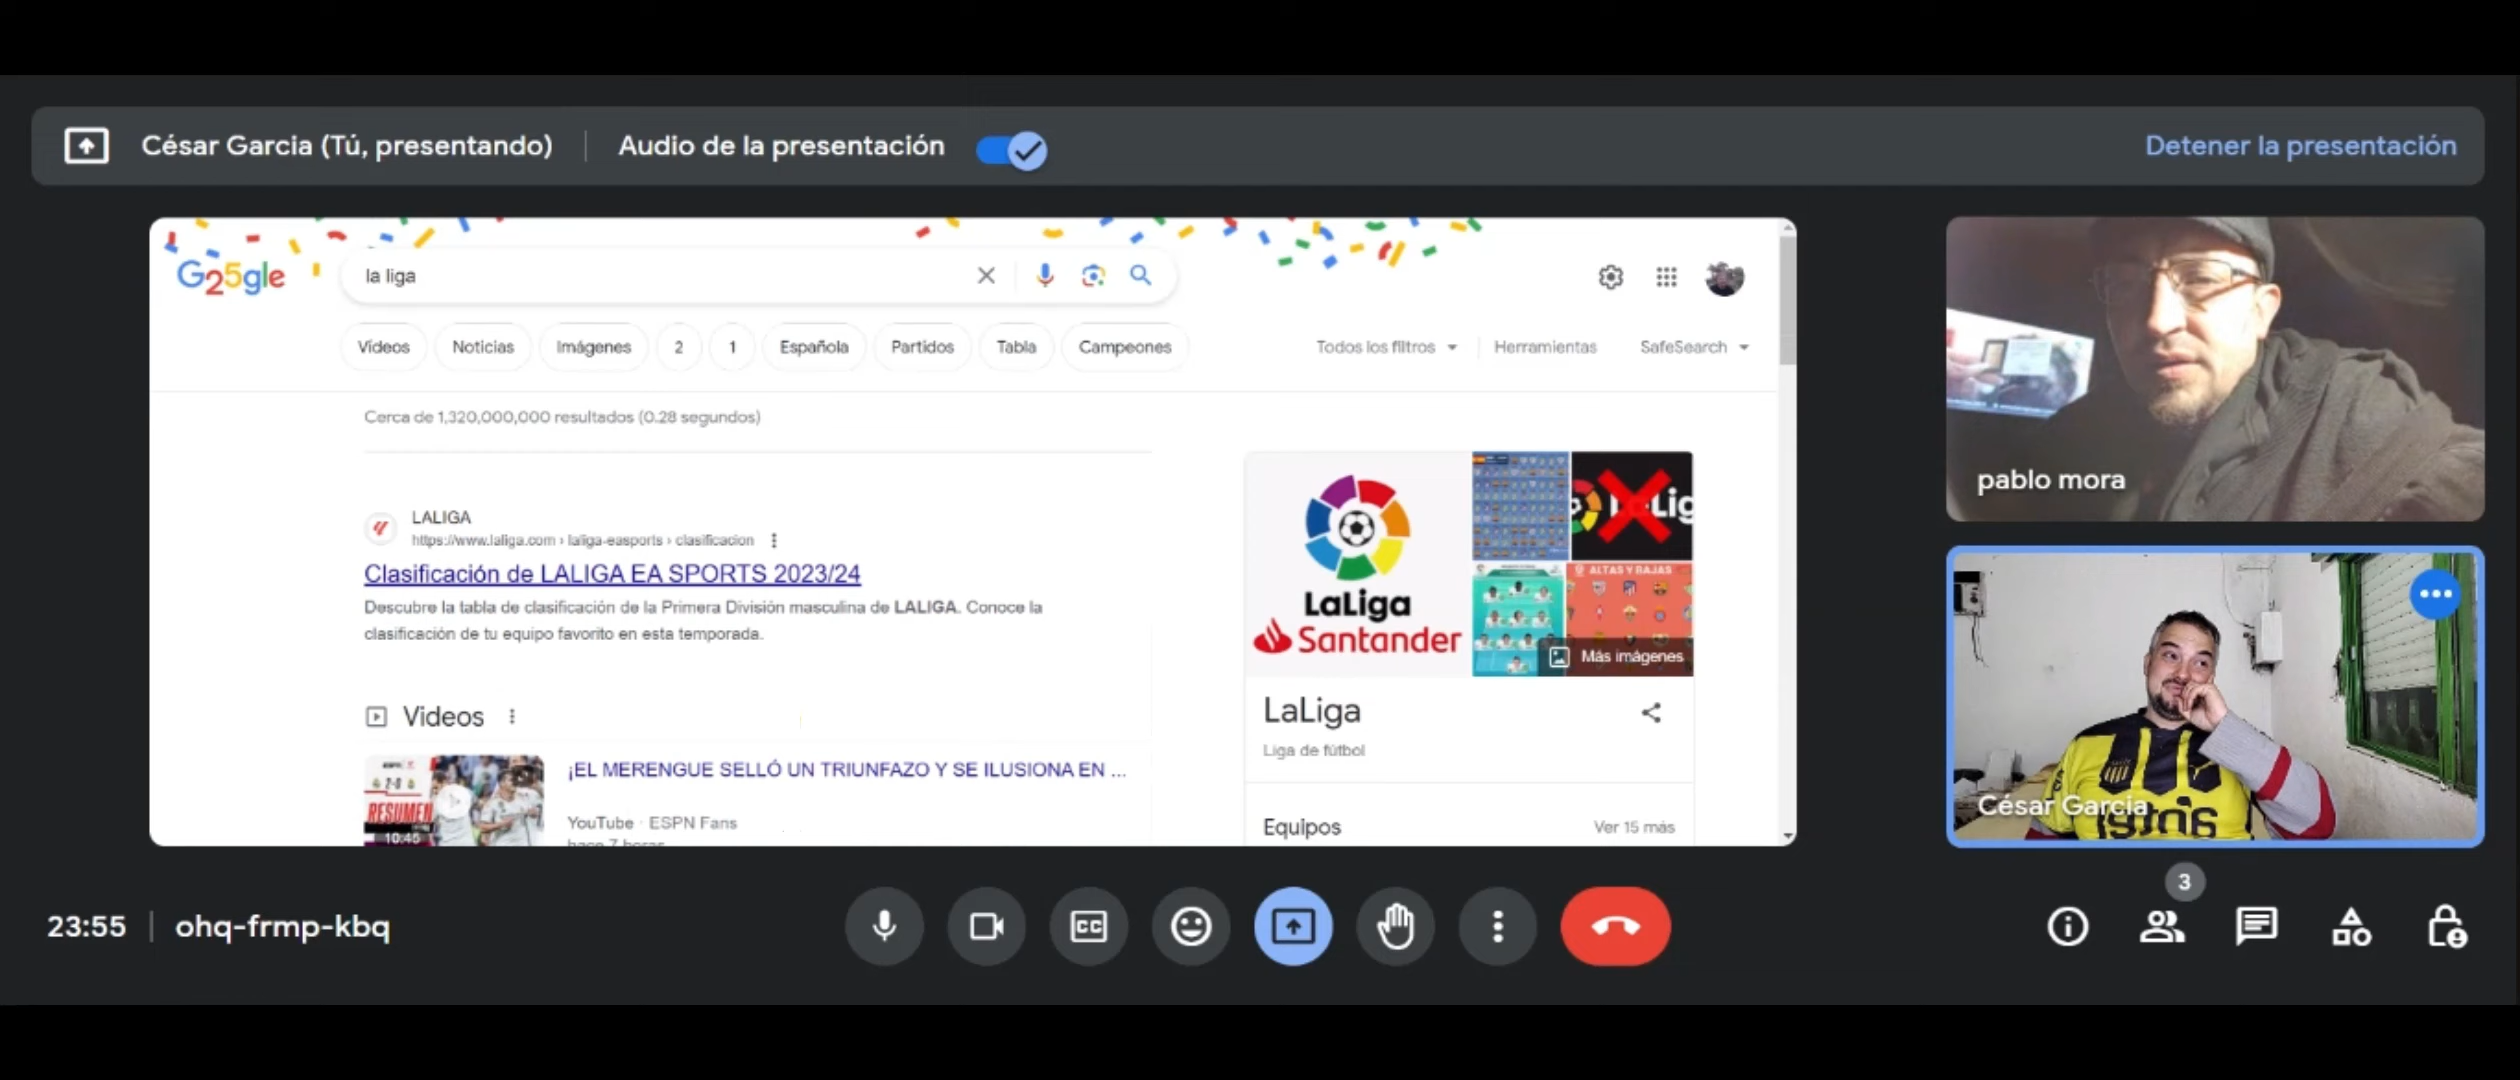 César Garcia (Tú, presentando)
Audio de la presentación
Detener la presentación
G25gle
la liga
Videos
Noticias
Imágenes
2
1
Española
Partidos
Tabla
Campeones
Todos los filtros
Herramientas
SafeSearch
Cerca de 1,320,000,000 resultados (0.28 segundos)
LALIGA
https://www.laliga.com › laliga-easports › clasificacion
Clasificación de LALIGA EA SPORTS 2023/24
Descubre la tabla de clasificación de la Primera División masculina de LALIGA. Conoce la
clasificación de tu equipo favorito en esta temporada.
Videos
RESUMEN
10:45
¡EL MERENGUE SELLÓ UN TRIUNFAZO Y SE ILUSIONA EN ...
YouTube · ESPN Fans
hace 7 horas
LaLiga
Santander
ALTAS Y BAJAS
Más imágenes
LaLiga
Liga de fútbol
Equipos
Ver 15 más
pablo mora
César Garcia
23:55
ohq-frmp-kbq
CC
3